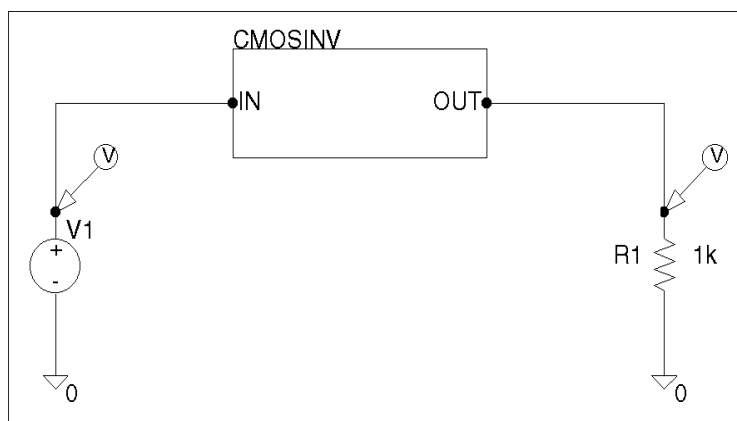 CMOSINV
IN OUT
V V
V1
+
-
R1 1k
0 0